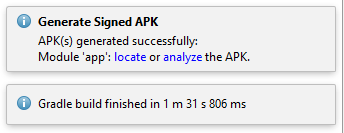 Generate Signed APK
APK(s) generated successfully:
Module 'app': locate or analyze the APK.
Gradle build finished in 1 m 31 s 806 ms